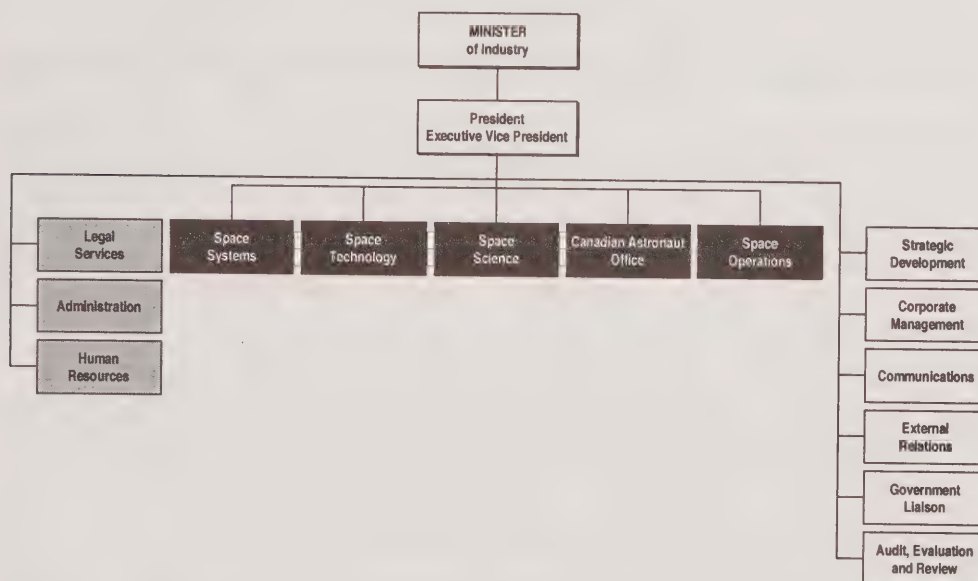 MINISTER
of Industry
President
Executive Vice President
Legal
Services
Administration
Human
Resources
Space
Systems
Space
Technology
Space
Science
Canadian Astronaut
Office
Space
Operations
Strategic
Development
Corporate
Management
Communications
External
Relations
Government
Liaison
Audit, Evaluation
and Review